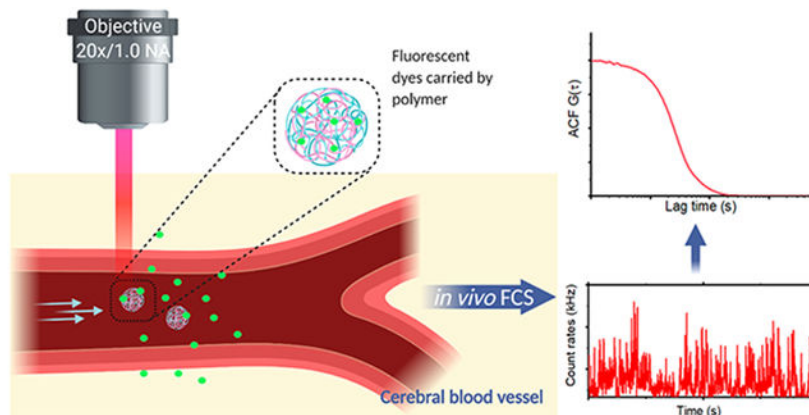 Objective
20x/1.0 NA
Fluorescent
dyes carried by
polymer
in vivo FCS
Cerebral blood vessel
ACF G(τ)
Lag time (s)
Count rates (kHz)
Time (s)